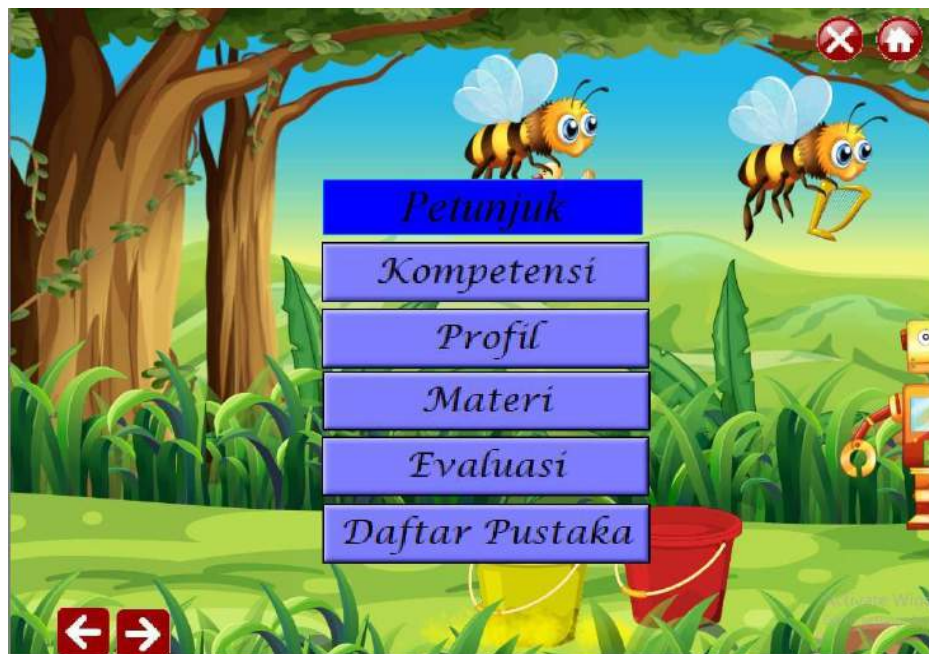 Petunjuk
Kompetensi
Profil
Materi
Evaluasi
Daftar Pustaka